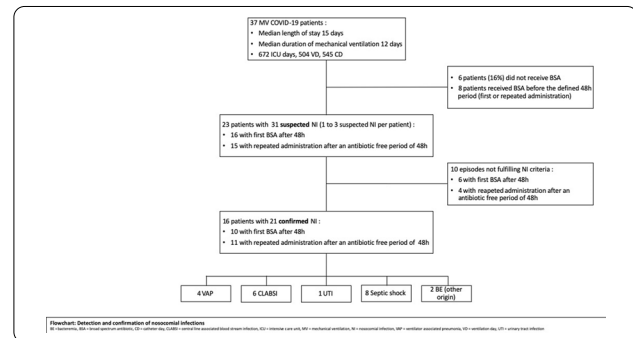 37 MV COVID-19 patients :
• Median length of stay 15 days
• Median duration of mechanical ventilation 12 days
• 672 ICU days, 504 VD, 545 CD
• 6 patients (16%) did not receive BSA
• 8 patients received BSA before the defined 48h
period (first or repeated administration)
23 patients with 31 suspected NI (1 to 3 suspected NI per patient) :
• 16 with first BSA after 48h
• 15 with repeated administration after an antibiotic free period of 48h
10 episodes not fulfilling NI criteria :
• 6 with first BSA after 48h
• 4 with reapeted administration after an
antibiotic free period of 48h
16 patients with 21 confirmed NI :
• 10 with first BSA after 48h
• 11 with repeated administration after an antibiotic free period of 48h
4 VAP
6 CLABSI
1 UTI
8 Septic shock
2 BE (other
origin)
Flowchart: Detection and confirmation of nosocomial infections
BE = bacteremia, BSA = broad spectrum antibiotic, CD = catheter day, CLABSI = central line associated blood stream infection, ICU = intensive care unit, MV = mechanical ventilation, NI = nosocomial infection, VAP = ventilator associated pneumonia, VD = ventilation day, UTI = urinary tract infection